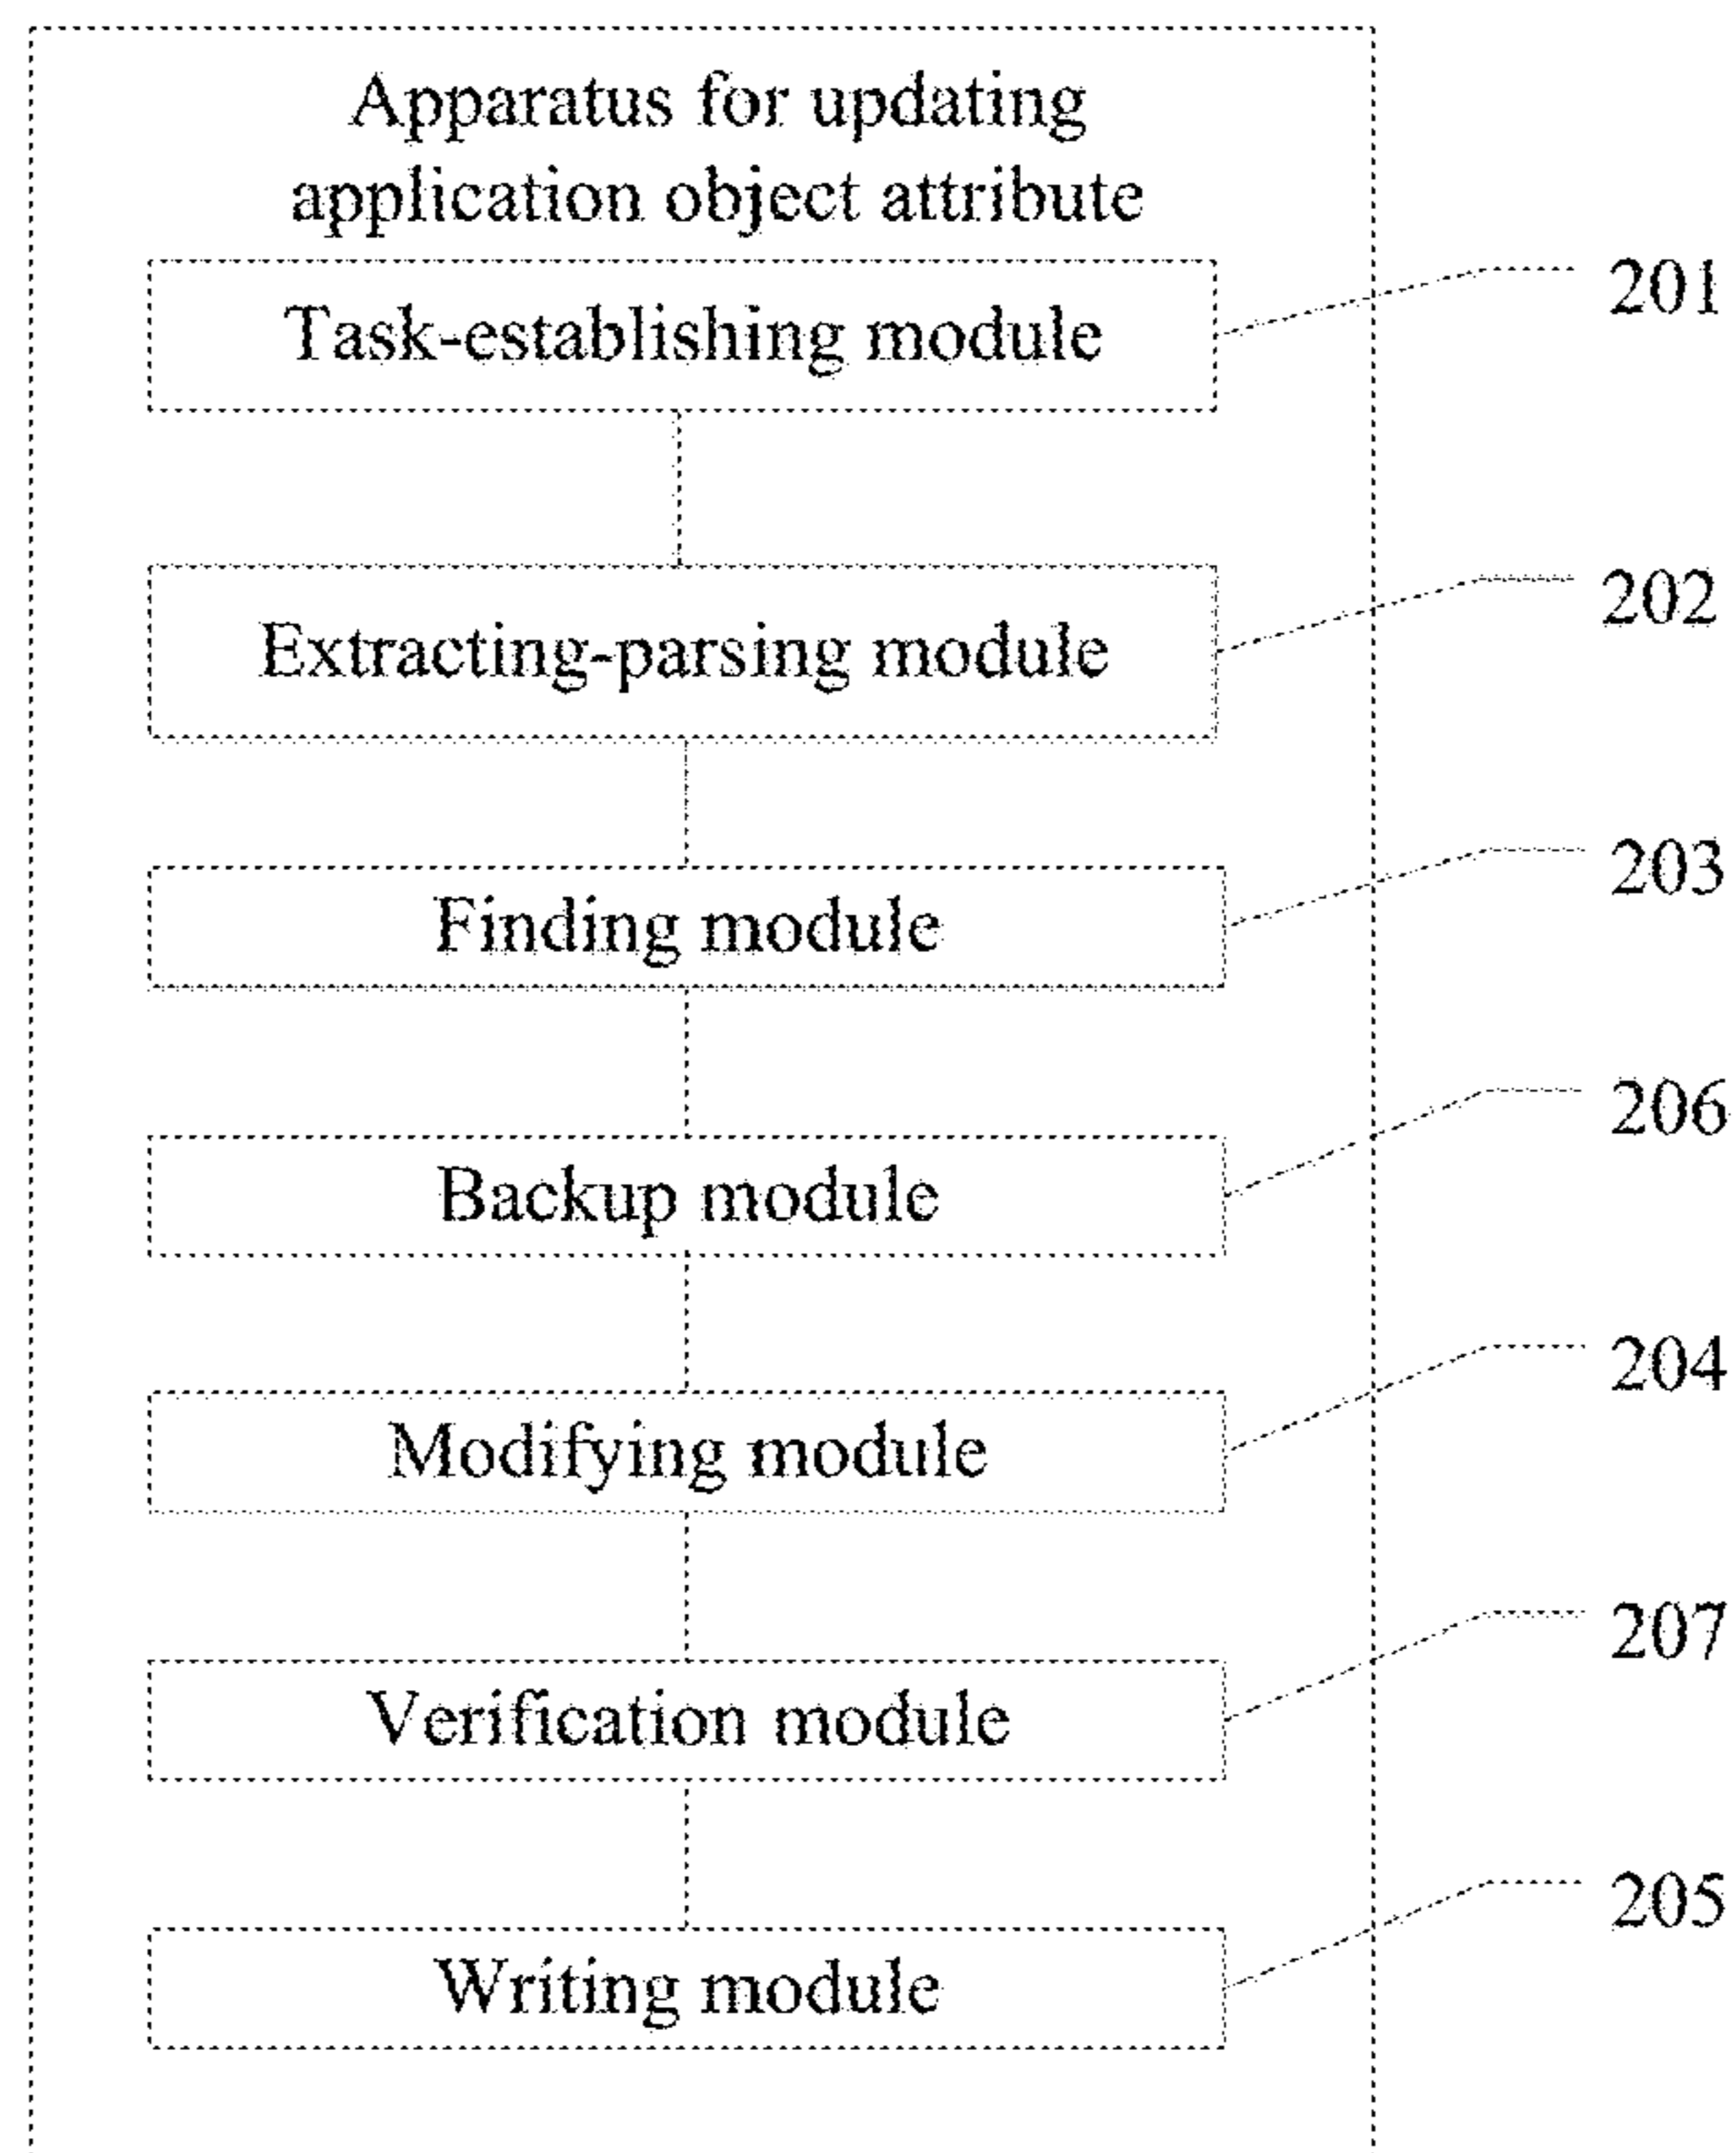 Apparatus for updating
application object attribute
Task-establishing module
201
Extracting-parsing module
202
Finding module
203
Backup module
206
Modifying module
204
Verification module
207
Writing module
205